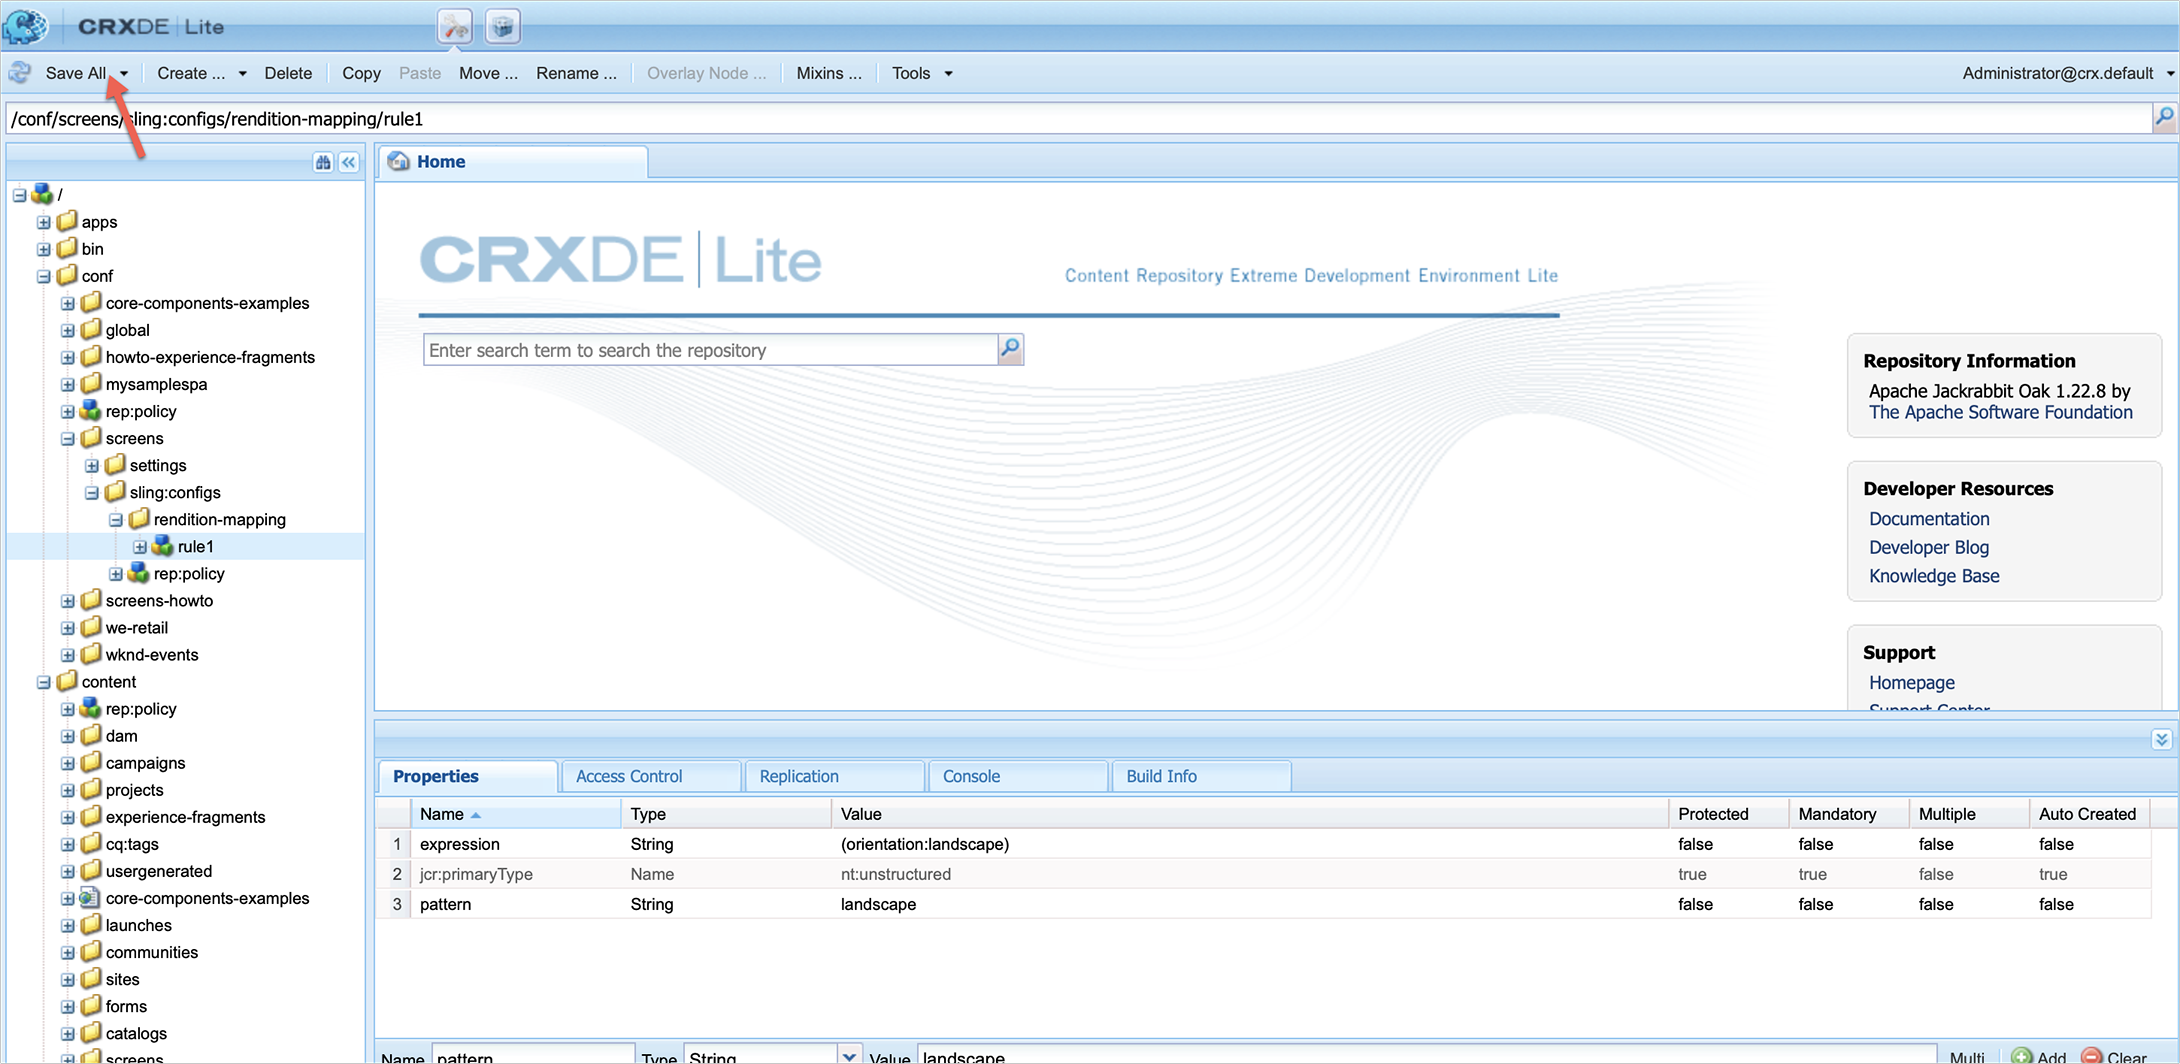 CRXDE | Lite
Save All Create ... Delete Copy Paste Move ... Rename ... Overlay Node ... Mixins ... Tools Administrator@crx.default
/conf/screens/sling:configs/rendition-mapping/rule1
/
apps
bin
conf
core-components-examples
global
howto-experience-fragments
mysamplespa
rep:policy
screens
settings
sling:configs
rendition-mapping
rule1
rep:policy
screens-howto
we-retail
wknd-events
content
rep:policy
dam
campaigns
projects
experience-fragments
cq:tags
usergenerated
core-components-examples
launches
communities
sites
forms
catalogs
screens
Home
CRXDE | Lite
Content Repository Extreme Development Environment Lite
Enter search term to search the repository
Repository Information
Apache Jackrabbit Oak 1.22.8 by
The Apache Software Foundation
Developer Resources
Documentation
Developer Blog
Knowledge Base
Support
Homepage
Support Center
Properties Access Control Replication Console Build Info
Name Type Value Protected Mandatory Multiple Auto Created
1 expression String (orientation:landscape) false false false false
2 jcr:primaryType Name nt:unstructured true true false true
3 pattern String landscape false false false false
Name pattern Type String Value landscape Multi Add Clear